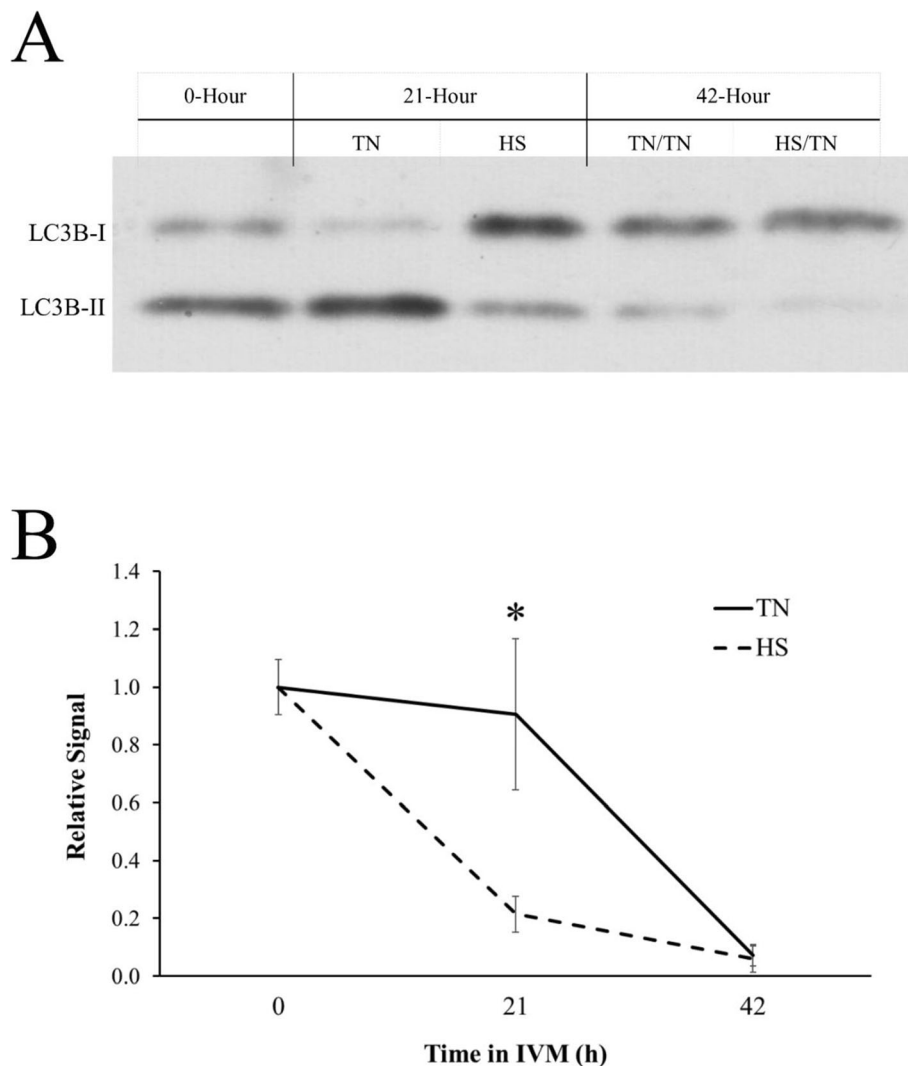 A
0-Hour 21-Hour 42-Hour
TN HS TN/TN HS/TN
LC3B-I
LC3B-II
B
1.4
* TN
1.2
HS
1.0
0.8
0.6
0.4
0.2
0.0
Relative Signal
0 21 42
Time in IVM (h)